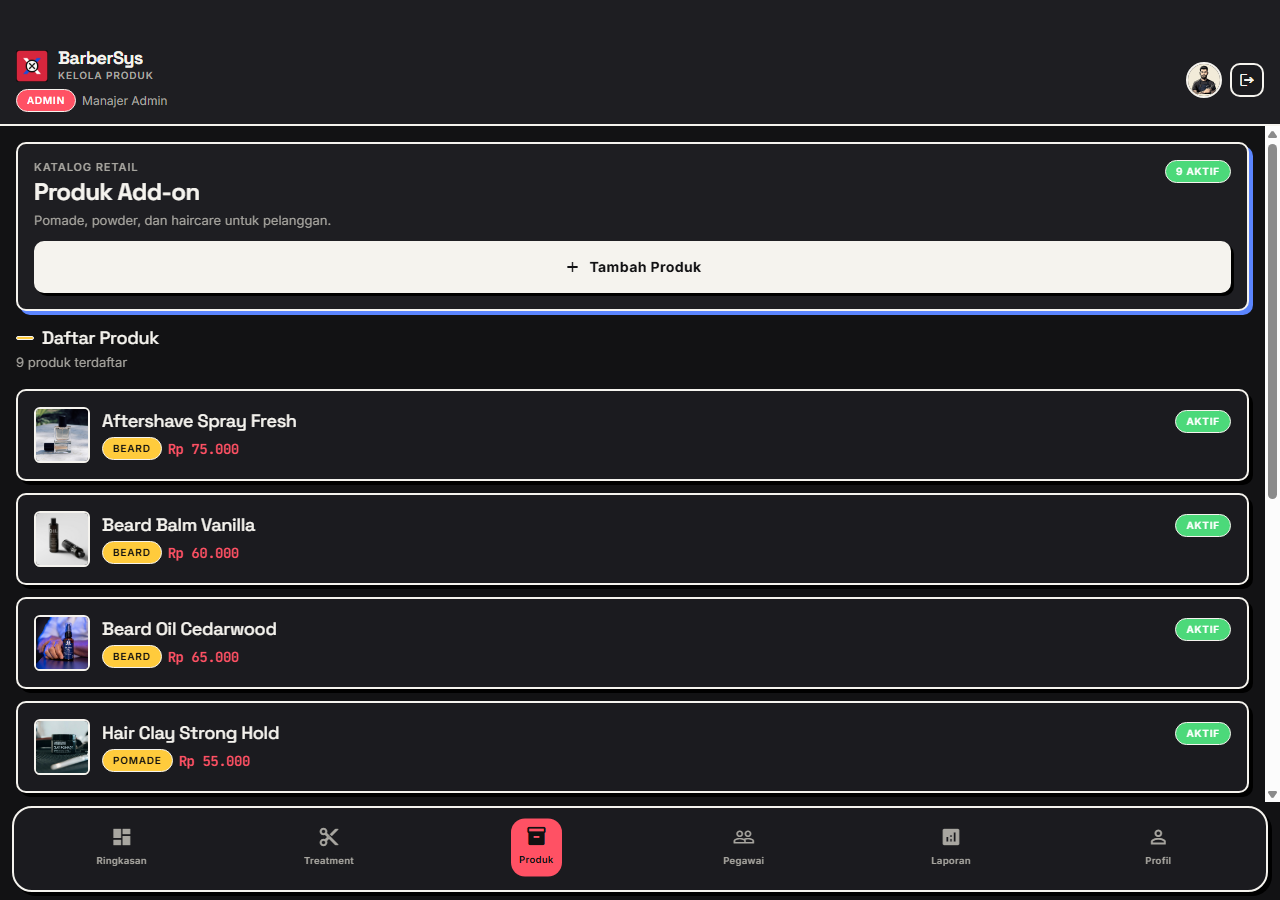 BarberSys
KELOLA PRODUK
ADMIN Manajer Admin
KATALOG RETAIL
9 AKTIF
Produk Add-on
Pomade, powder, dan haircare untuk pelanggan.
+ Tambah Produk
Daftar Produk
9 produk terdaftar
Aftershave Spray Fresh
AKTIF
BEARD Rp 75.000
Beard Balm Vanilla
AKTIF
BEARD Rp 60.000
Beard Oil Cedarwood
AKTIF
BEARD Rp 65.000
Hair Clay Strong Hold
AKTIF
POMADE Rp 55.000
Ringkasan
Treatment
Produk
Pegawai
Laporan
Profil